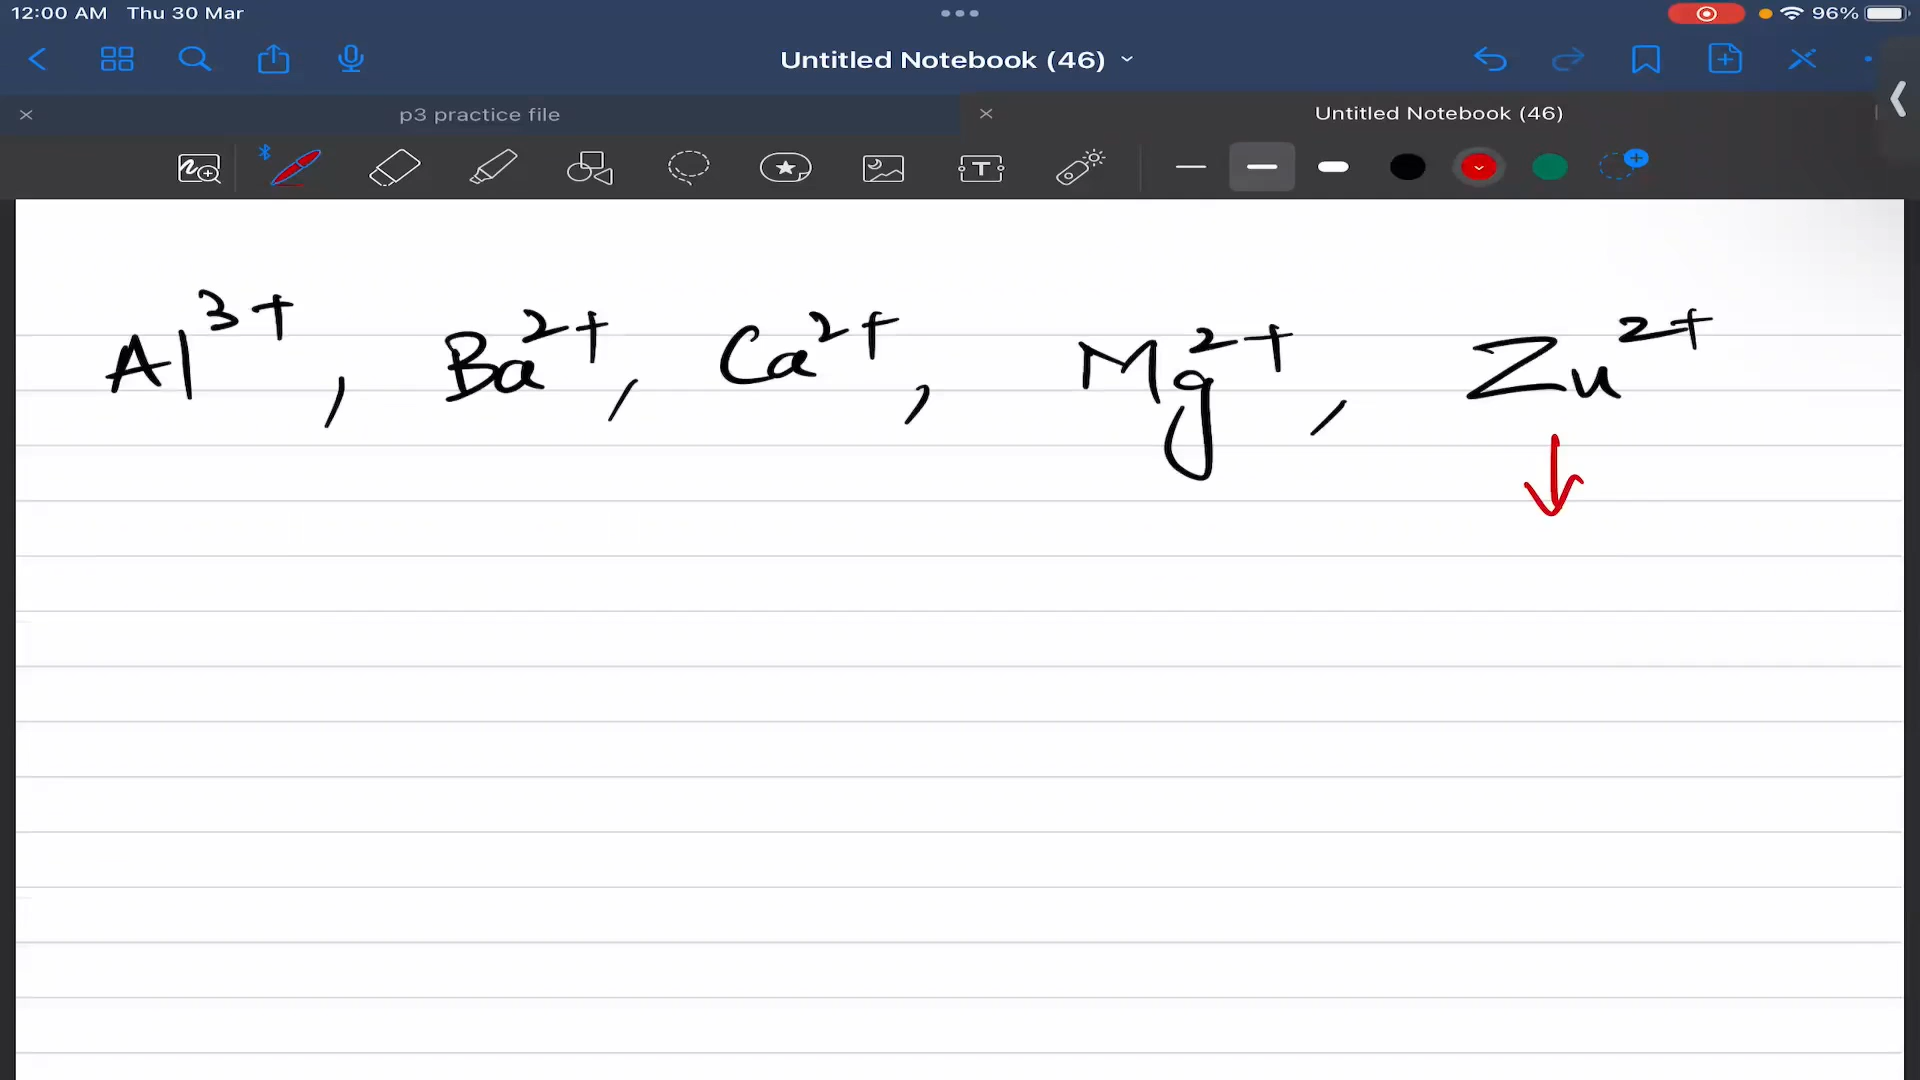 12:00 AM Thu 30 Mar
96%
Untitled Notebook (46)
p3 practice file
Untitled Notebook (46)
T
Al³⁺, Ba²⁺, Ca²⁺, Mg²⁺, Zn²⁺
↓